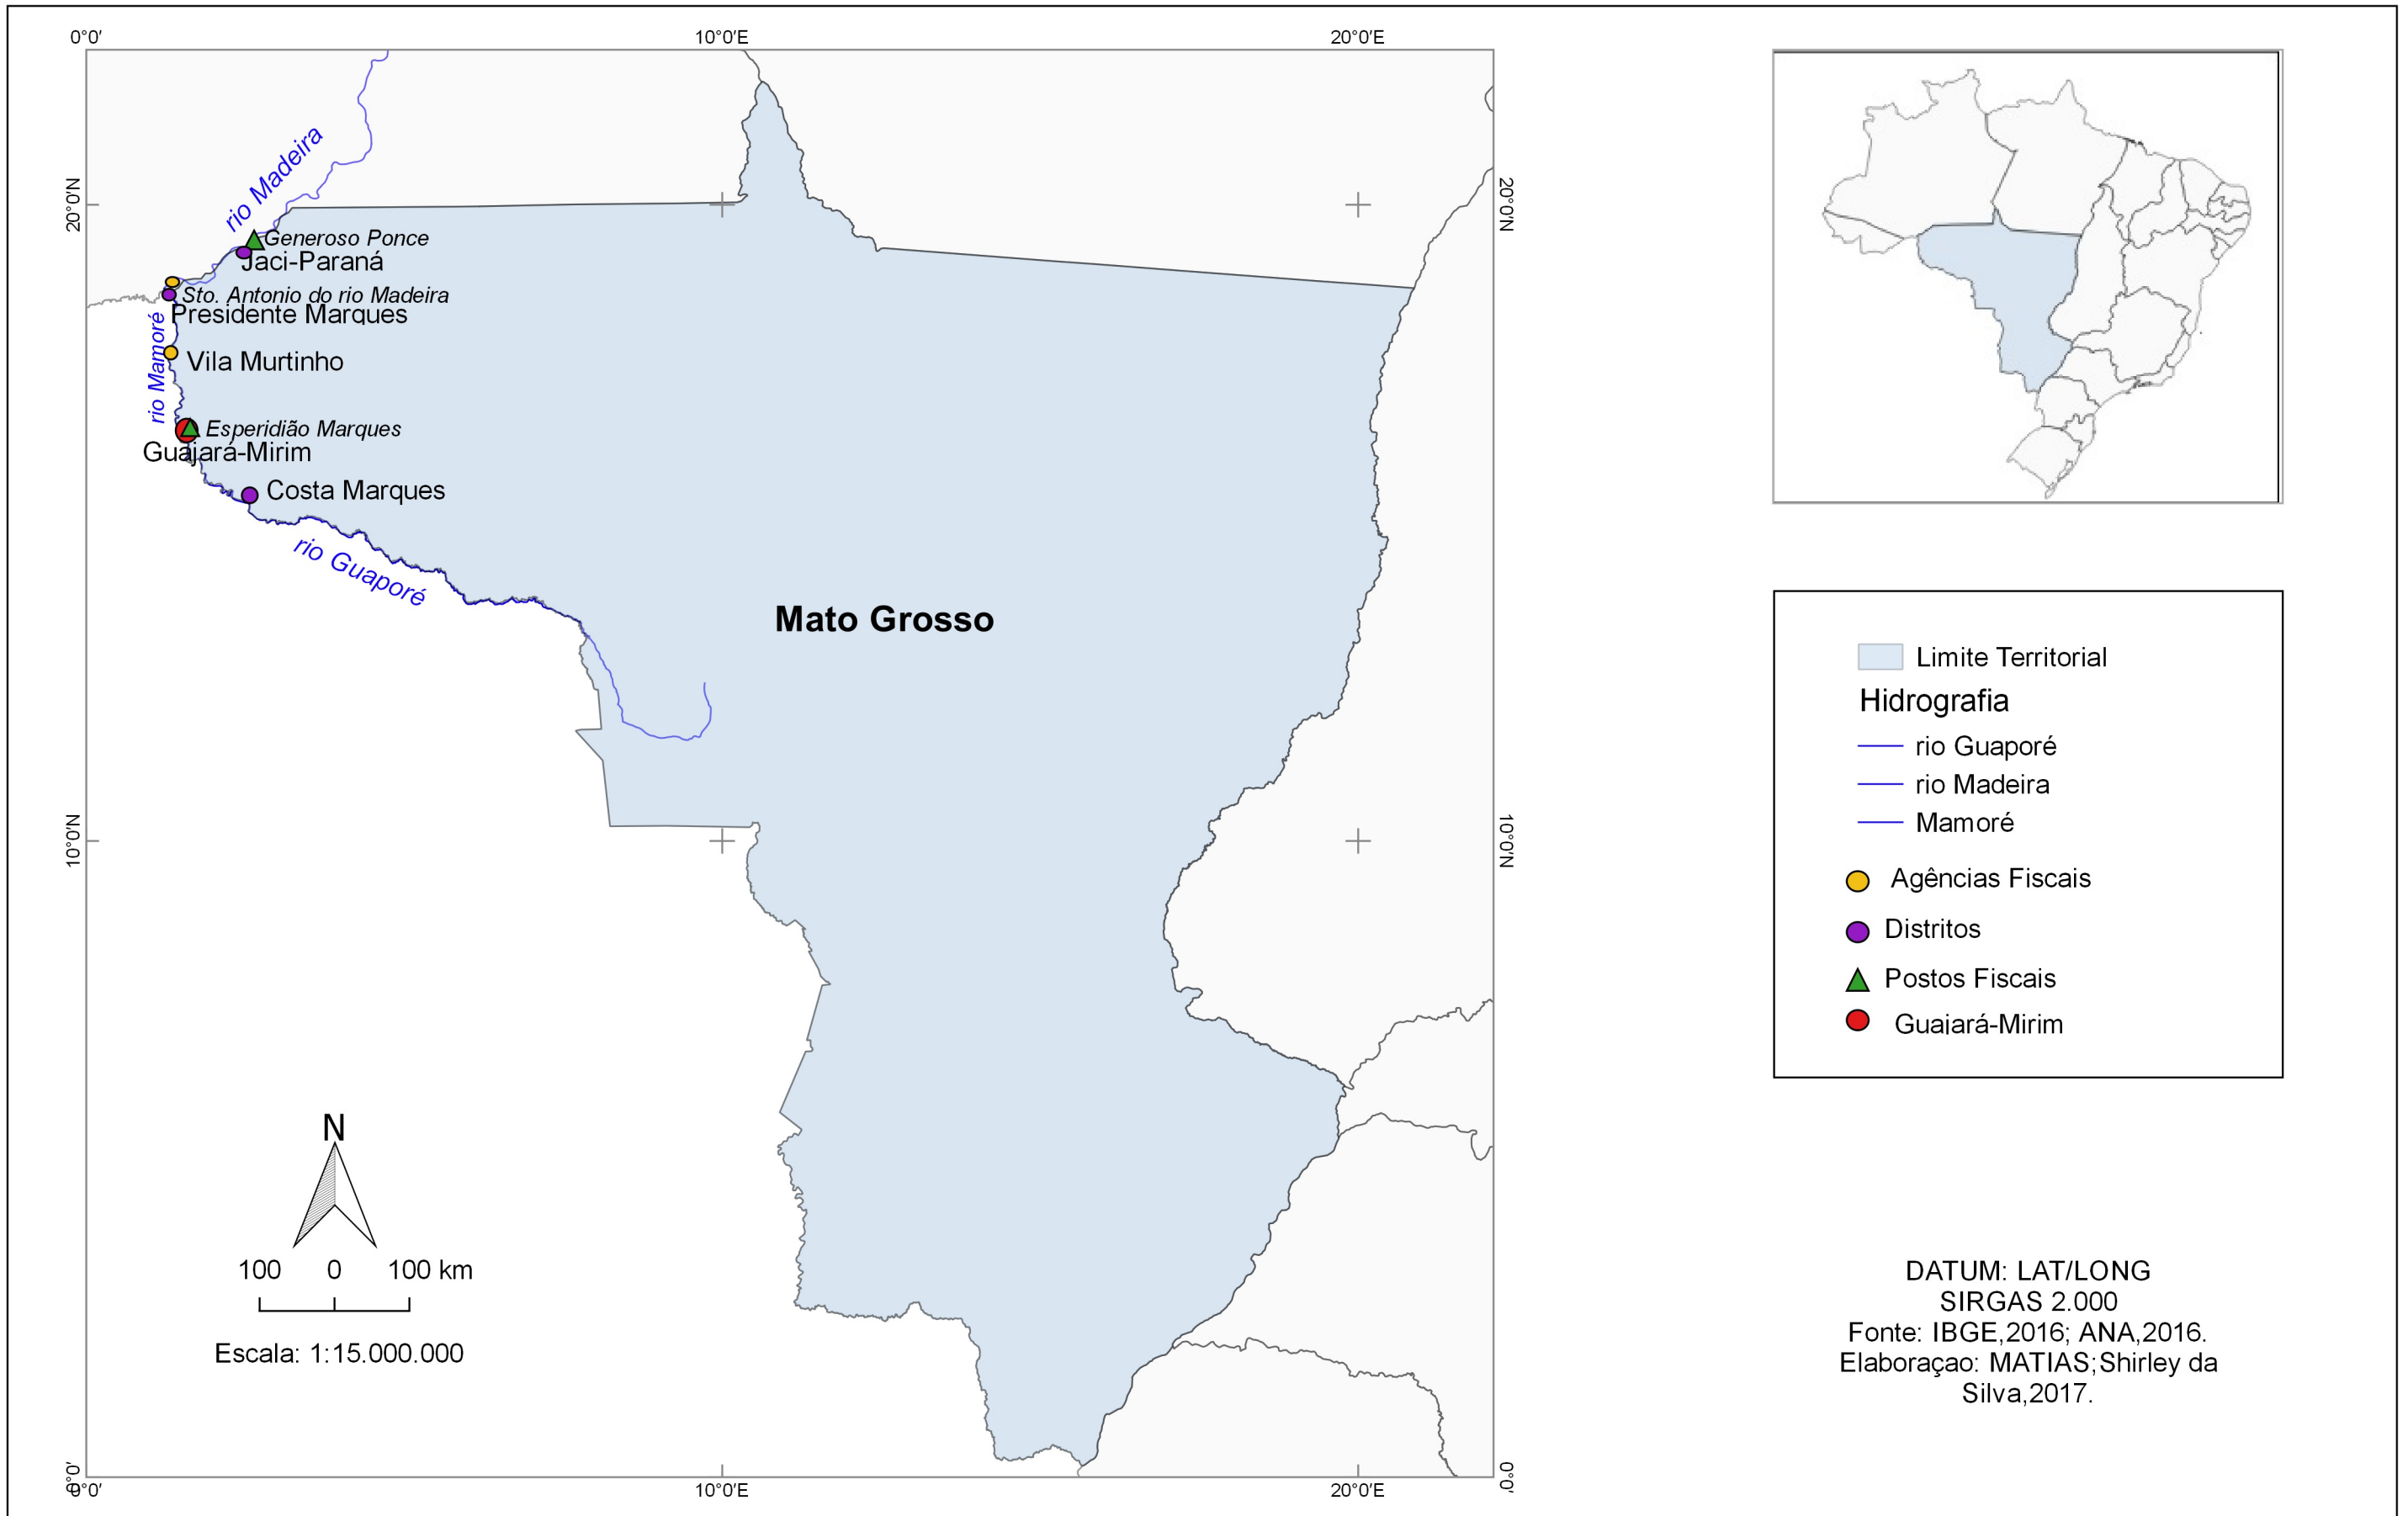 0°0′
10°0′E
20°0′E
20°0′N
20°0′N
rio Madeira
Generoso Ponce
Jaci-Paraná
Sto. Antonio do rio Madeira
Presidente Marques
rio Mamoré
Vila Murtinho
Esperidião Marques
Guajará-Mirim
Costa Marques
rio Guaporé
Mato Grosso
10°0′N
10°0′N
N
100 0 100 km
Escala: 1:15.000.000
0°0′
0°0′
0°0′
10°0′E
20°0′E
Limite Territorial
Hidrografia
rio Guaporé
rio Madeira
Mamoré
Agências Fiscais
Distritos
Postos Fiscais
Guaiará-Mirim
DATUM: LAT/LONG
SIRGAS 2.000
Fonte: IBGE,2016; ANA,2016.
Elaboraçao: MATIAS;Shirley da
Silva,2017.